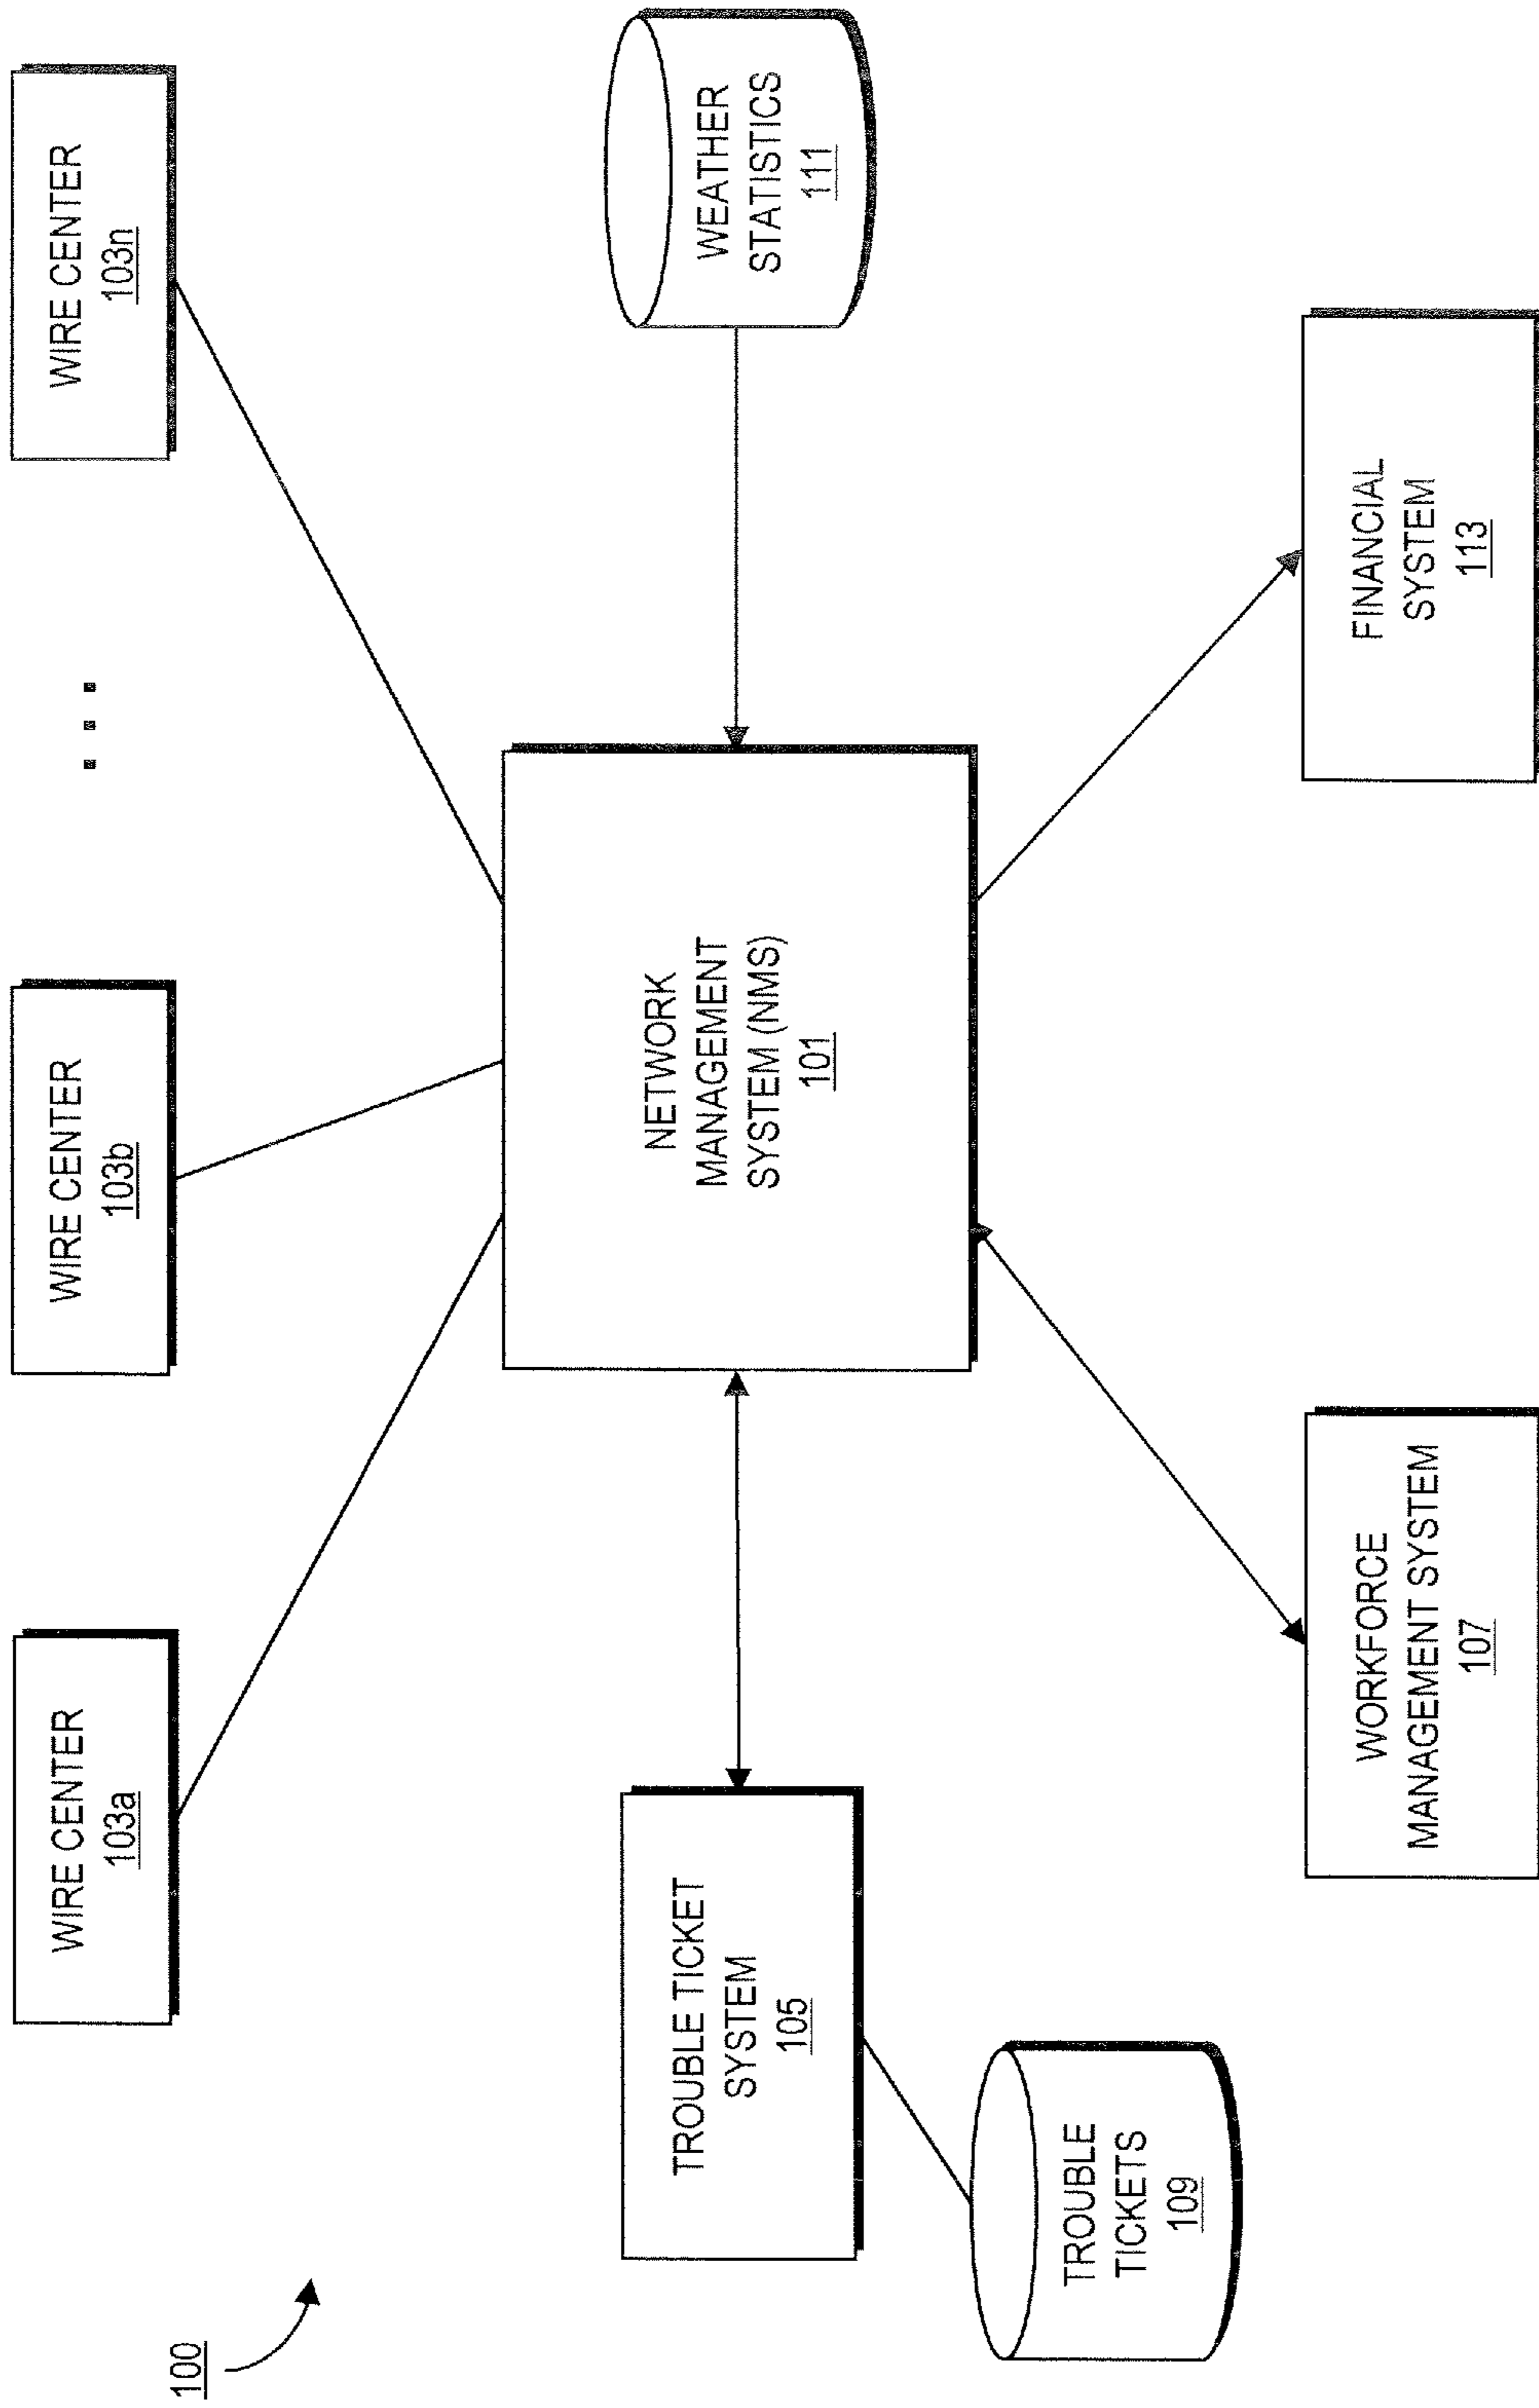 100
WIRE CENTER
103a
WIRE CENTER
103b
...
WIRE CENTER
103n
TROUBLE TICKET
SYSTEM
105
NETWORK
MANAGEMENT
SYSTEM (NMS)
101
WEATHER
STATISTICS
111
TROUBLE
TICKETS
109
WORKFORCE
MANAGEMENT SYSTEM
107
FINANCIAL
SYSTEM
113